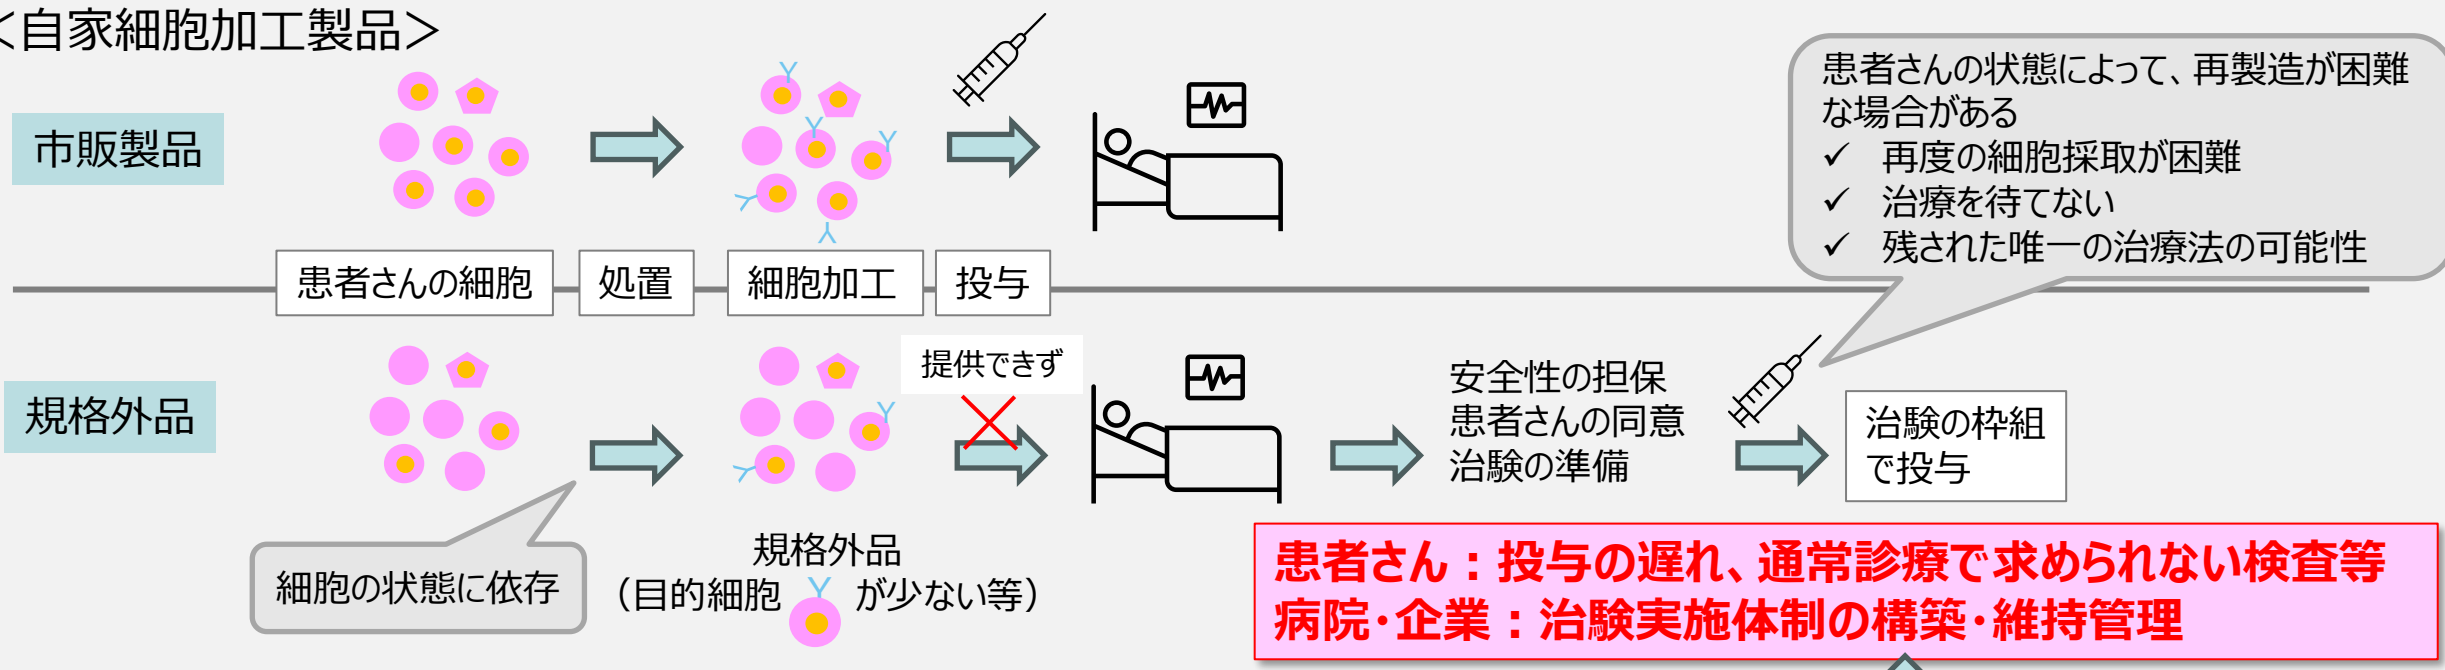 ＜自家細胞加工製品＞
市販製品
患者さんの細胞
処置
細胞加工
投与
患者さんの状態によって、再製造が困難
な場合がある
✓ 再度の細胞採取が困難
✓ 治療を待てない
✓ 残された唯一の治療法の可能性
規格外品
提供できず
安全性の担保
患者さんの同意
治験の準備
治験の枠組
で投与
細胞の状態に依存
規格外品
（目的細胞 が少ない等）
患者さん：投与の遅れ、通常診療で求められない検査等
病院・企業：治験実施体制の構築・維持管理